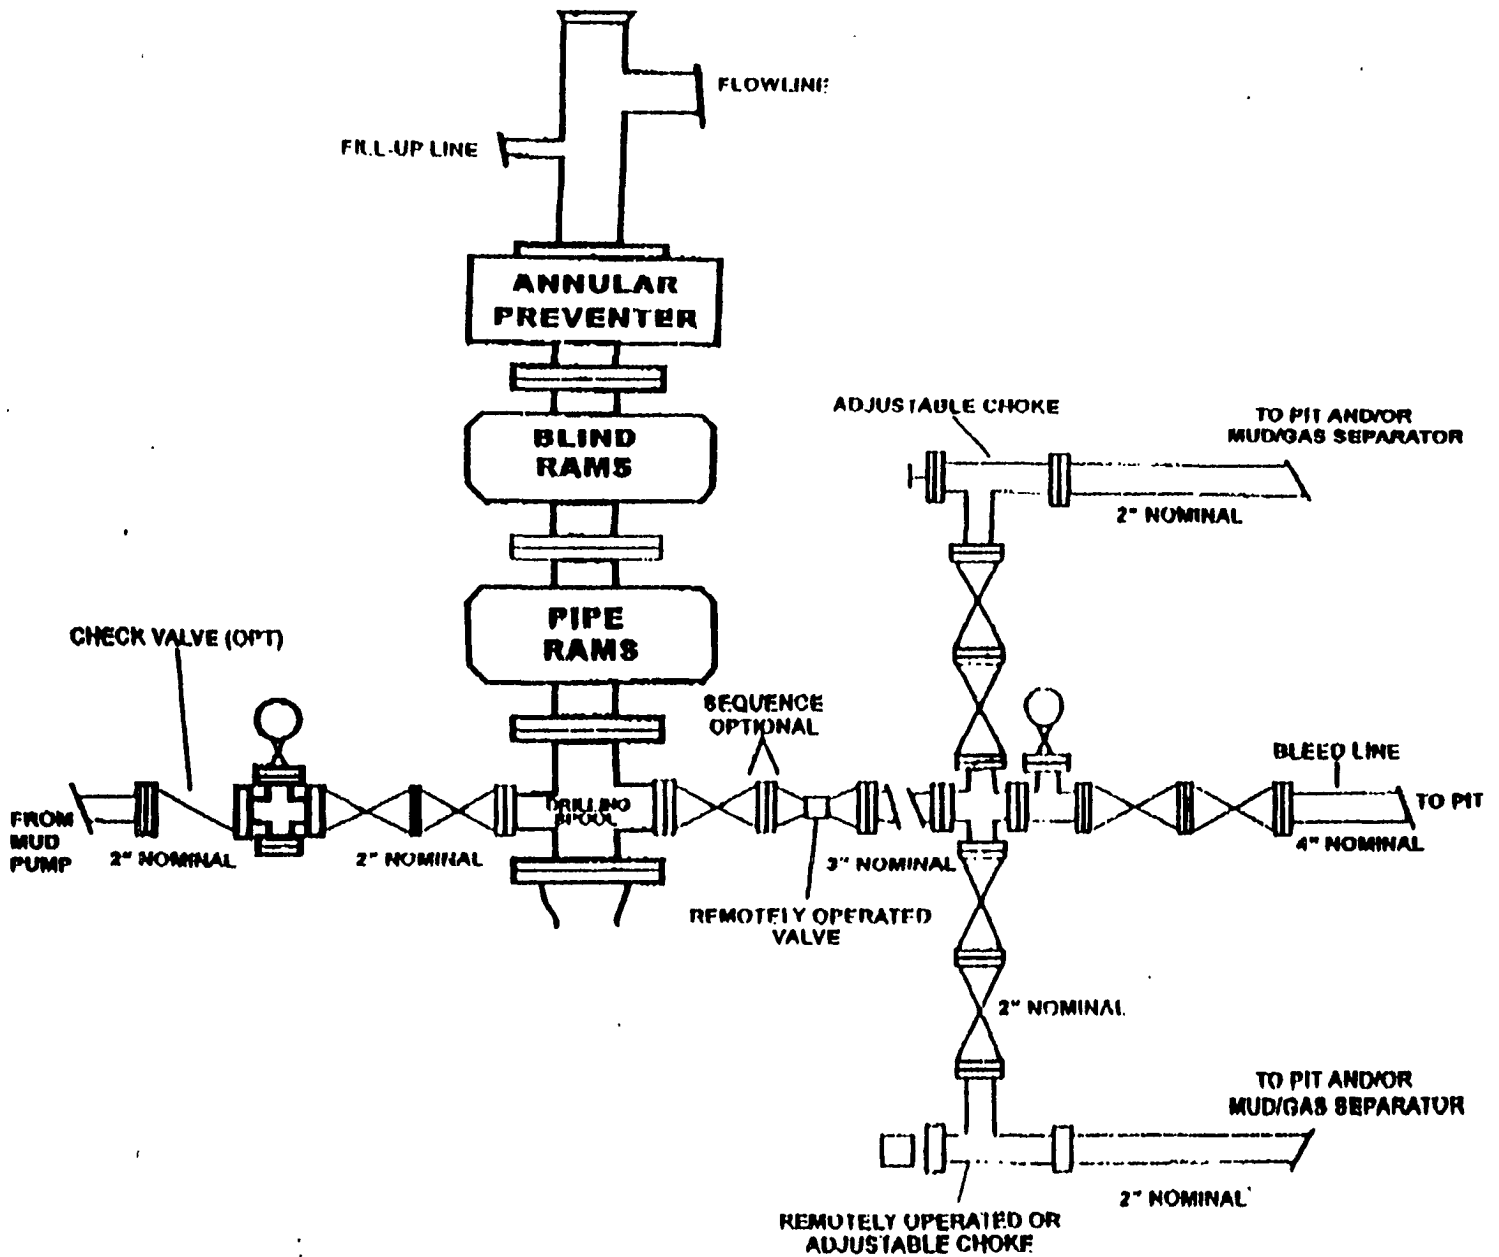 FLOWLINE
FILL-UP LINE
ANNULAR
PREVENTER
ADJUSTABLE CHOKE
TO PIT AND/OR
MUD/GAS SEPARATOR
BLIND
RAMS
2" NOMINAL
PIPE
RAMS
CHECK VALVE (OPT)
SEQUENCE
OPTIONAL
BLEED LINE
TO PIT
DRILLING
SPOOL
FROM
MUD
PUMP
2" NOMINAL
2" NOMINAL
3" NOMINAL
4" NOMINAL
REMOTELY OPERATED
VALVE
2" NOMINAL
TO PIT AND/OR
MUD/GAS SEPARATOR
2" NOMINAL
REMOTELY OPERATED OR
ADJUSTABLE CHOKE